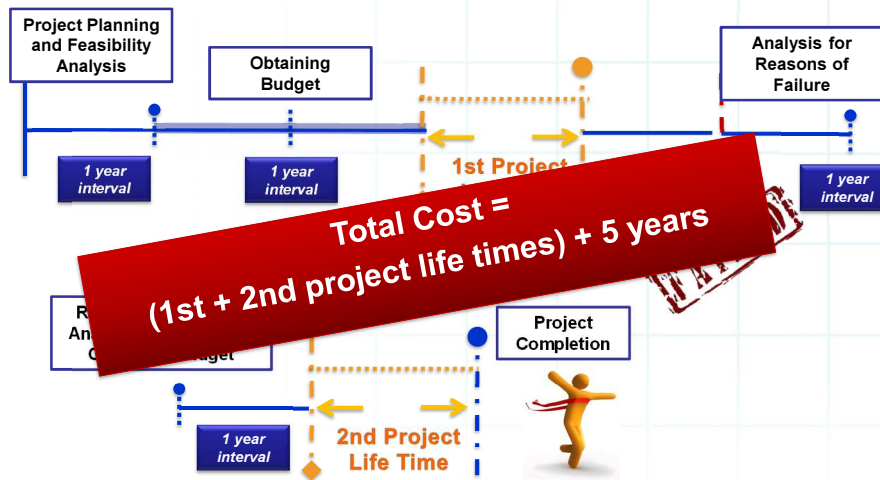 Project Planning
and Feasibility
Analysis
Obtaining
Budget
Analysis for
Reasons of
Failure
1 year
interval
1 year
interval
1st Project
1 year
interval
Total Cost =
(1st + 2nd project life times) + 5 years
Project
Completion
1 year
interval
2nd Project
Life Time